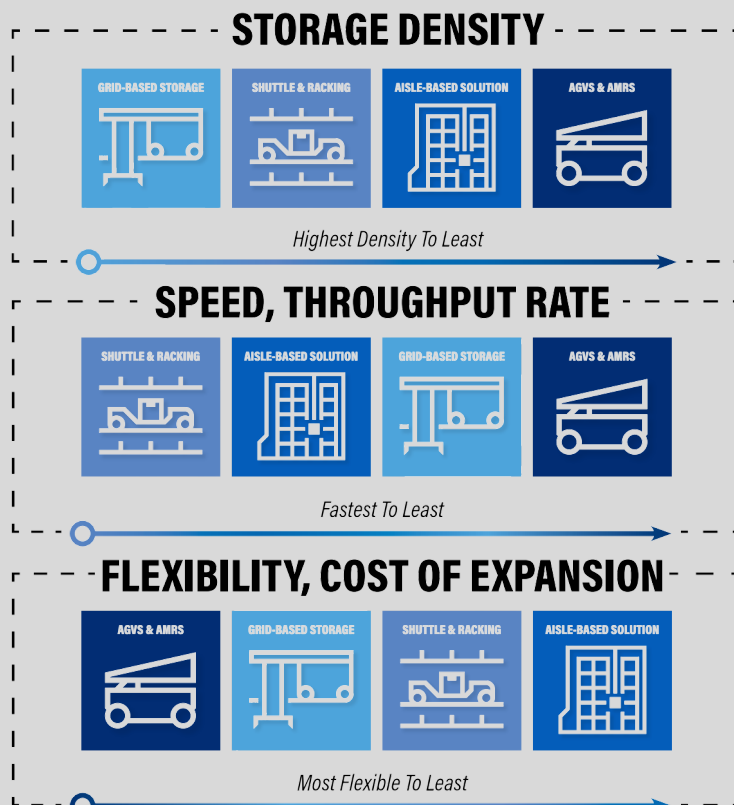 STORAGE DENSITY
GRID-BASED STORAGE
SHUTTLE & RACKING
AISLE-BASED SOLUTION
AGVS & AMRS
Highest Density To Least
SPEED, THROUGHPUT RATE
SHUTTLE & RACKING
AISLE-BASED SOLUTION
GRID-BASED STORAGE
AGVS & AMRS
Fastest To Least
FLEXIBILITY, COST OF EXPANSION
AGVS & AMRS
GRID-BASED STORAGE
SHUTTLE & RACKING
AISLE-BASED SOLUTION
Most Flexible To Least